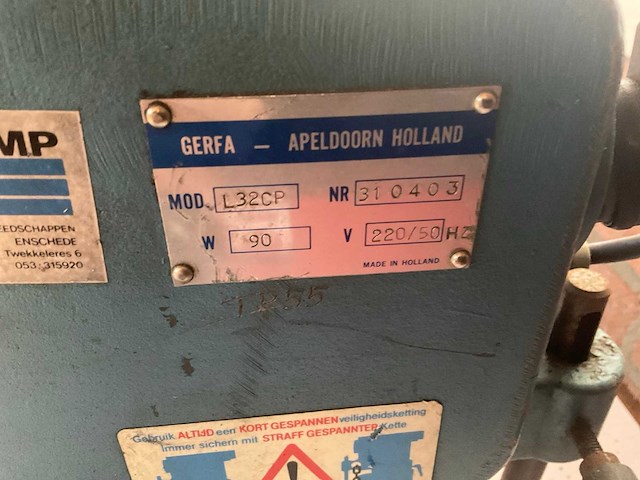 M.P
EEDSCHAPPEN
ENSCHEDE
Twekkeleres 6
053-315920
GERFA — APELDOORN HOLLAND
MOD. L32CP NR 310403
W 90 V 220/50 HZ
MADE IN HOLLAND
Gebruik ALTIJD een KORT GESPANNEN veiligheidsketting
Immer sichern mit STRAFF GESPANNTER Kette